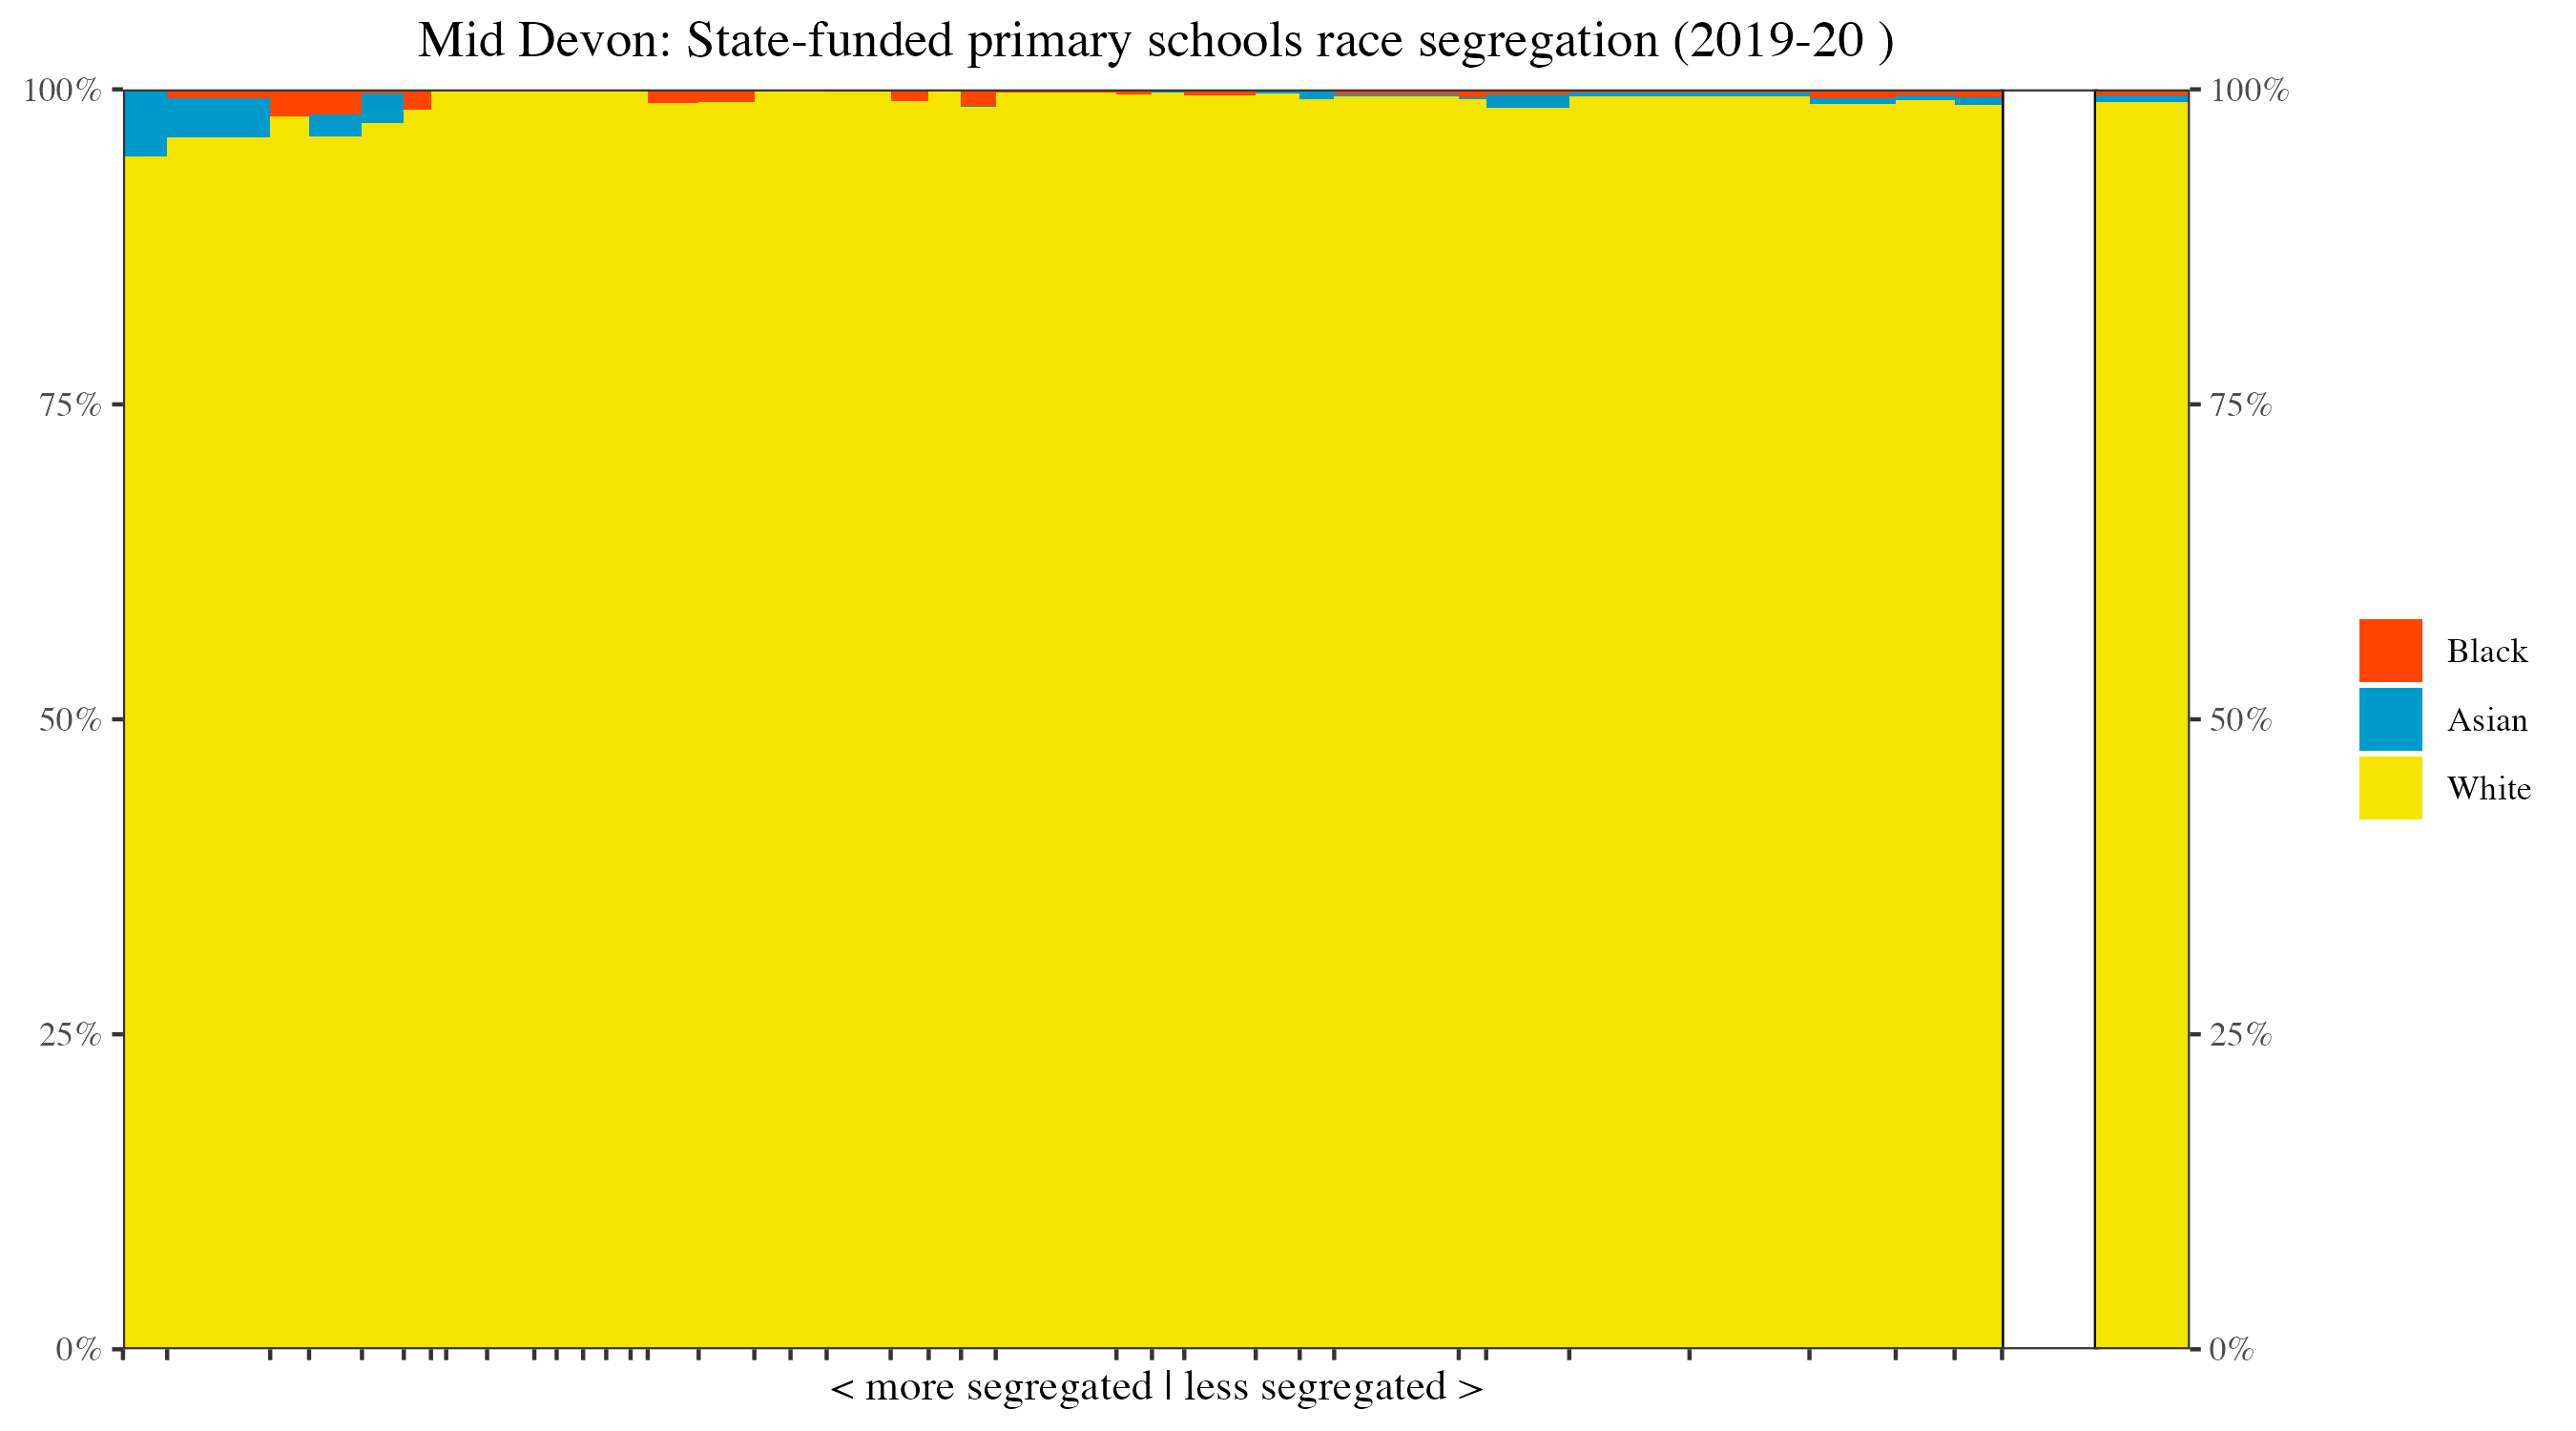 Mid Devon: State-funded primary schools race segregation (2019-20 )
100%
75%
50%
25%
0%
100%
75%
50%
25%
0%
Black
Asian
White
< more segregated | less segregated >